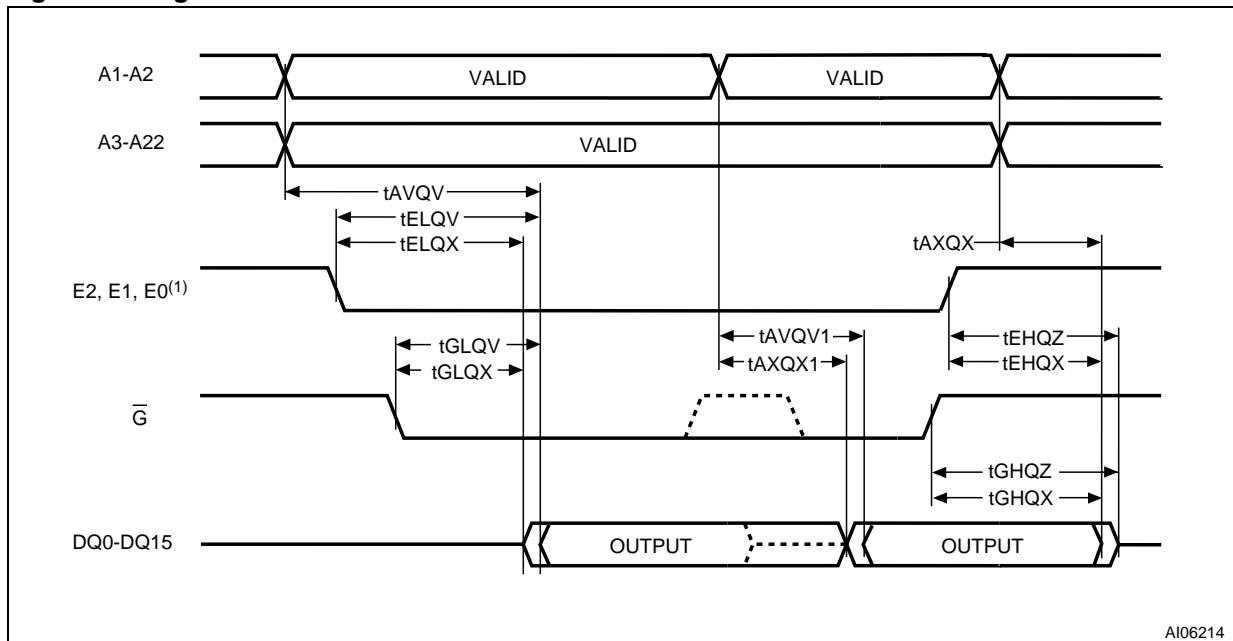 A1-A2
VALID
VALID
A3-A22
VALID
tAVQV
tELQV
tELQX
tAXQX
E2, E1, E0(1)
tGLQV
tAVQV1
tEHQZ
tGLQX
tAXQX1
tEHQX
G
tGHQZ
tGHQX
DQ0-DQ15
OUTPUT
OUTPUT
AI06214